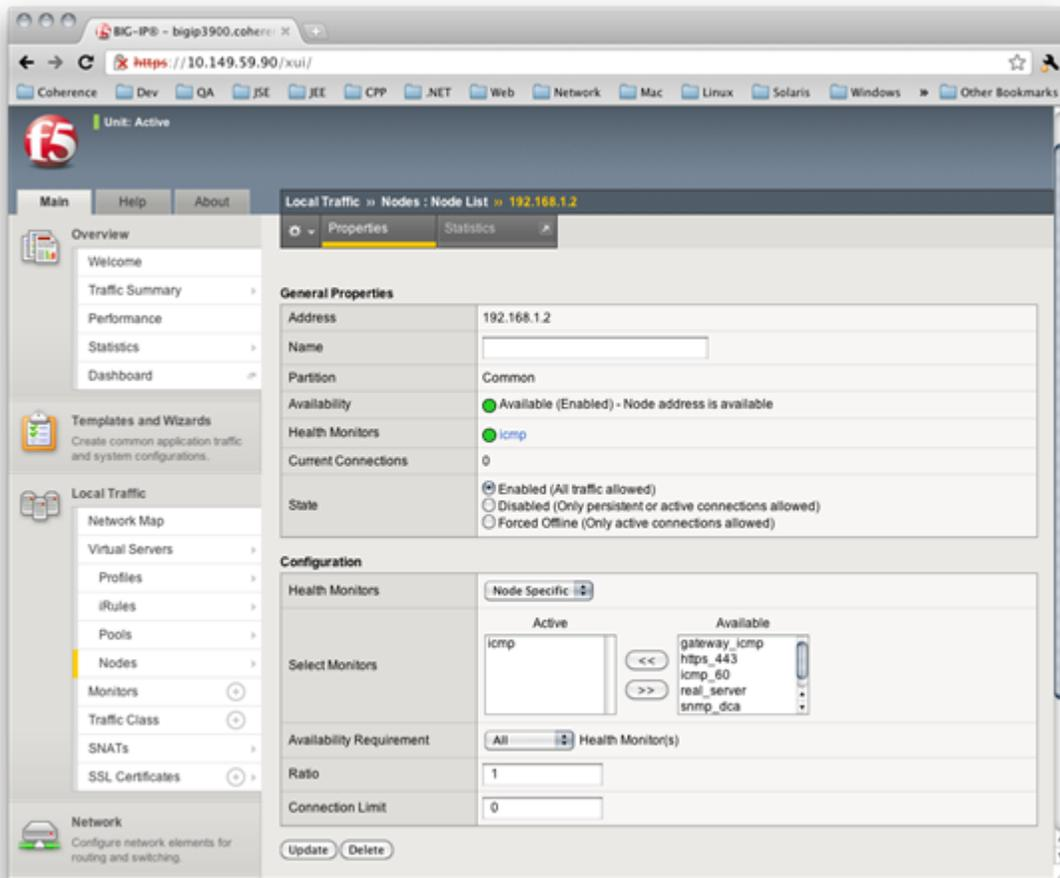 BIG-IP® - bigip3900.cohere
https://10.149.59.90/xui/
Coherence Dev QA JSE JEE CPP .NET Web Network Mac Linux Solaris Windows » Other Bookmarks
f5
Unit: Active
Main Help About
Local Traffic » Nodes : Node List » 192.168.1.2
Properties Statistics
Overview
Welcome
Traffic Summary
Performance
Statistics
Dashboard
Templates and Wizards
Create common application traffic
and system configurations.
Local Traffic
Network Map
Virtual Servers
Profiles
iRules
Pools
Nodes
Monitors
Traffic Class
SNATs
SSL Certificates
Network
Configure network elements for
routing and switching.
General Properties
Address 192.168.1.2
Name
Partition Common
Availability Available (Enabled) - Node address is available
Health Monitors icmp
Current Connections 0
State
Enabled (All traffic allowed)
Disabled (Only persistent or active connections allowed)
Forced Offline (Only active connections allowed)
Configuration
Health Monitors Node Specific
Select Monitors
Active
icmp
<<
>>
Available
gateway_icmp
https_443
icmp_60
real_server
snmp_dca
Availability Requirement All Health Monitor(s)
Ratio 1
Connection Limit 0
Update Delete